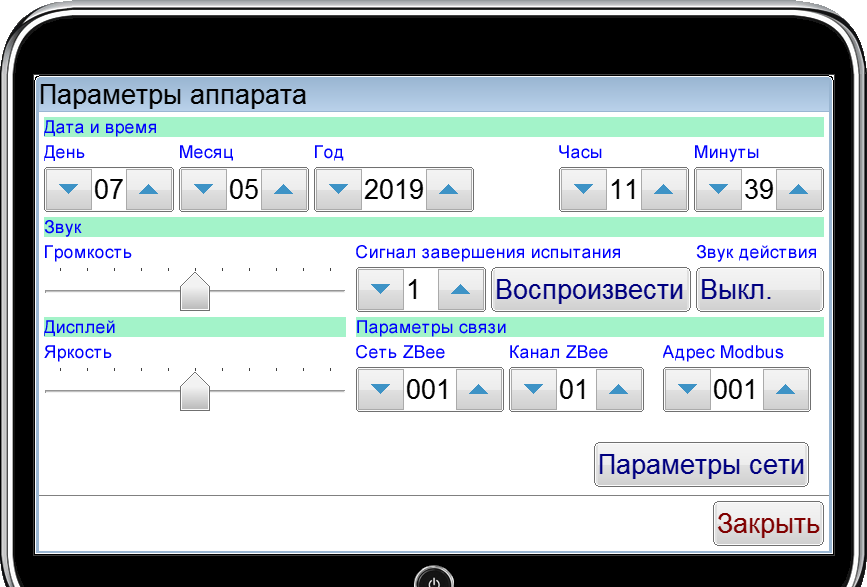 Параметры аппарата
Дата и время
День Месяц Год Часы Минуты
07 05 2019 11 39
Звук
Громкость Сигнал завершения испытания Звук действия
1 Воспроизвести Выкл.
Дисплей Параметры связи
Яркость Сеть ZBee Канал ZBee Адрес Modbus
001 01 001
Параметры сети
Закрыть